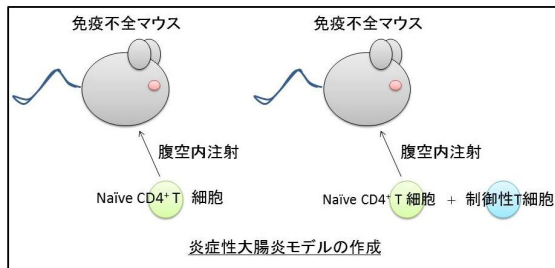 免疫不全マウス
免疫不全マウス
腹空内注射
腹空内注射
Naïve CD4⁺ T 細胞
Naïve CD4⁺ T 細胞 + 制御性T細胞
炎症性大腸炎モデルの作成